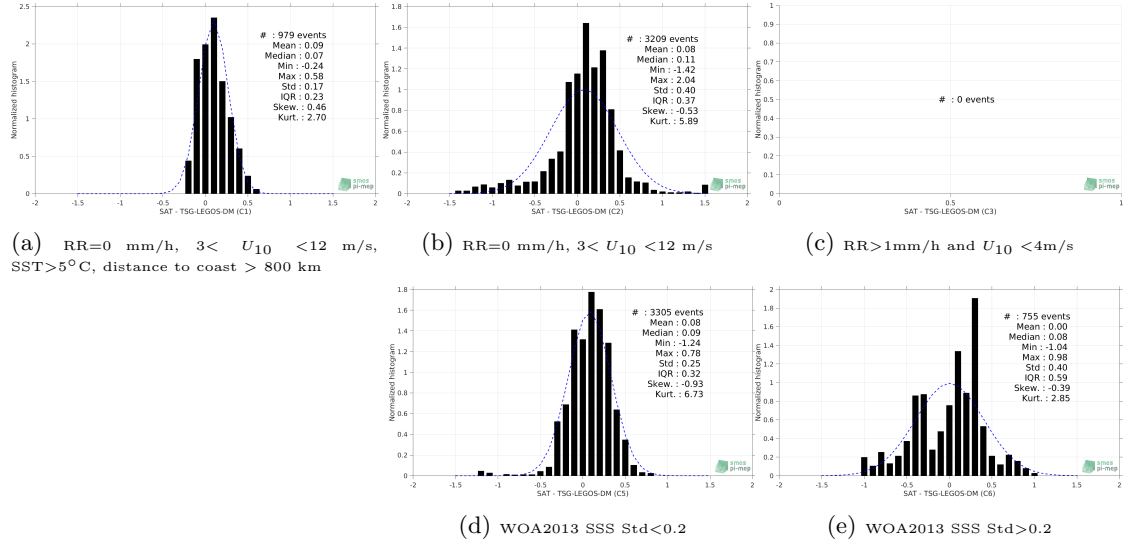 2.5
2
1.5
1
0.5
0
-2 -1.5 -1 -0.5 0 0.5 1 1.5 2
Normalized histogram
SAT - TSG-LEGOS-DM (C1)
# : 979 events
Mean : 0.09
Median : 0.07
Min : -0.24
Max : 0.58
Std : 0.17
IQR : 0.23
Skew. : 0.46
Kurt. : 2.70
smos
pi-mep
(a) RR=0 mm/h, 3< U10 <12 m/s,
SST>5°C, distance to coast > 800 km
1.8
1.6
1.4
1.2
1
0.8
0.6
0.4
0.2
0
-2 -1.5 -1 -0.5 0 0.5 1 1.5 2
Normalized histogram
SAT - TSG-LEGOS-DM (C2)
# : 3209 events
Mean : 0.08
Median : 0.11
Min : -1.42
Max : 2.04
Std : 0.40
IQR : 0.37
Skew. : -0.53
Kurt. : 5.89
smos
pi-mep
(b) RR=0 mm/h, 3< U10 <12 m/s
1
0.9
0.8
0.7
0.6
0.5
0.4
0.3
0.2
0.1
0
0 0.5 1
Normalized histogram
SAT - TSG-LEGOS-DM (C3)
# : 0 events
smos
pi-mep
(c) RR>1mm/h and U10 <4m/s
1.8
1.6
1.4
1.2
1
0.8
0.6
0.4
0.2
0
-2 -1.5 -1 -0.5 0 0.5 1 1.5 2
Normalized histogram
SAT - TSG-LEGOS-DM (C5)
# : 3305 events
Mean : 0.08
Median : 0.09
Min : -1.24
Max : 0.78
Std : 0.25
IQR : 0.32
Skew. : -0.93
Kurt. : 6.73
smos
pi-mep
(d) WOA2013 SSS Std<0.2
2
1.8
1.6
1.4
1.2
1
0.8
0.6
0.4
0.2
0
-2 -1.5 -1 -0.5 0 0.5 1 1.5 2
Normalized histogram
SAT - TSG-LEGOS-DM (C6)
# : 755 events
Mean : 0.00
Median : 0.08
Min : -1.04
Max : 0.98
Std : 0.40
IQR : 0.59
Skew. : -0.39
Kurt. : 2.85
smos
pi-mep
(e) WOA2013 SSS Std>0.2